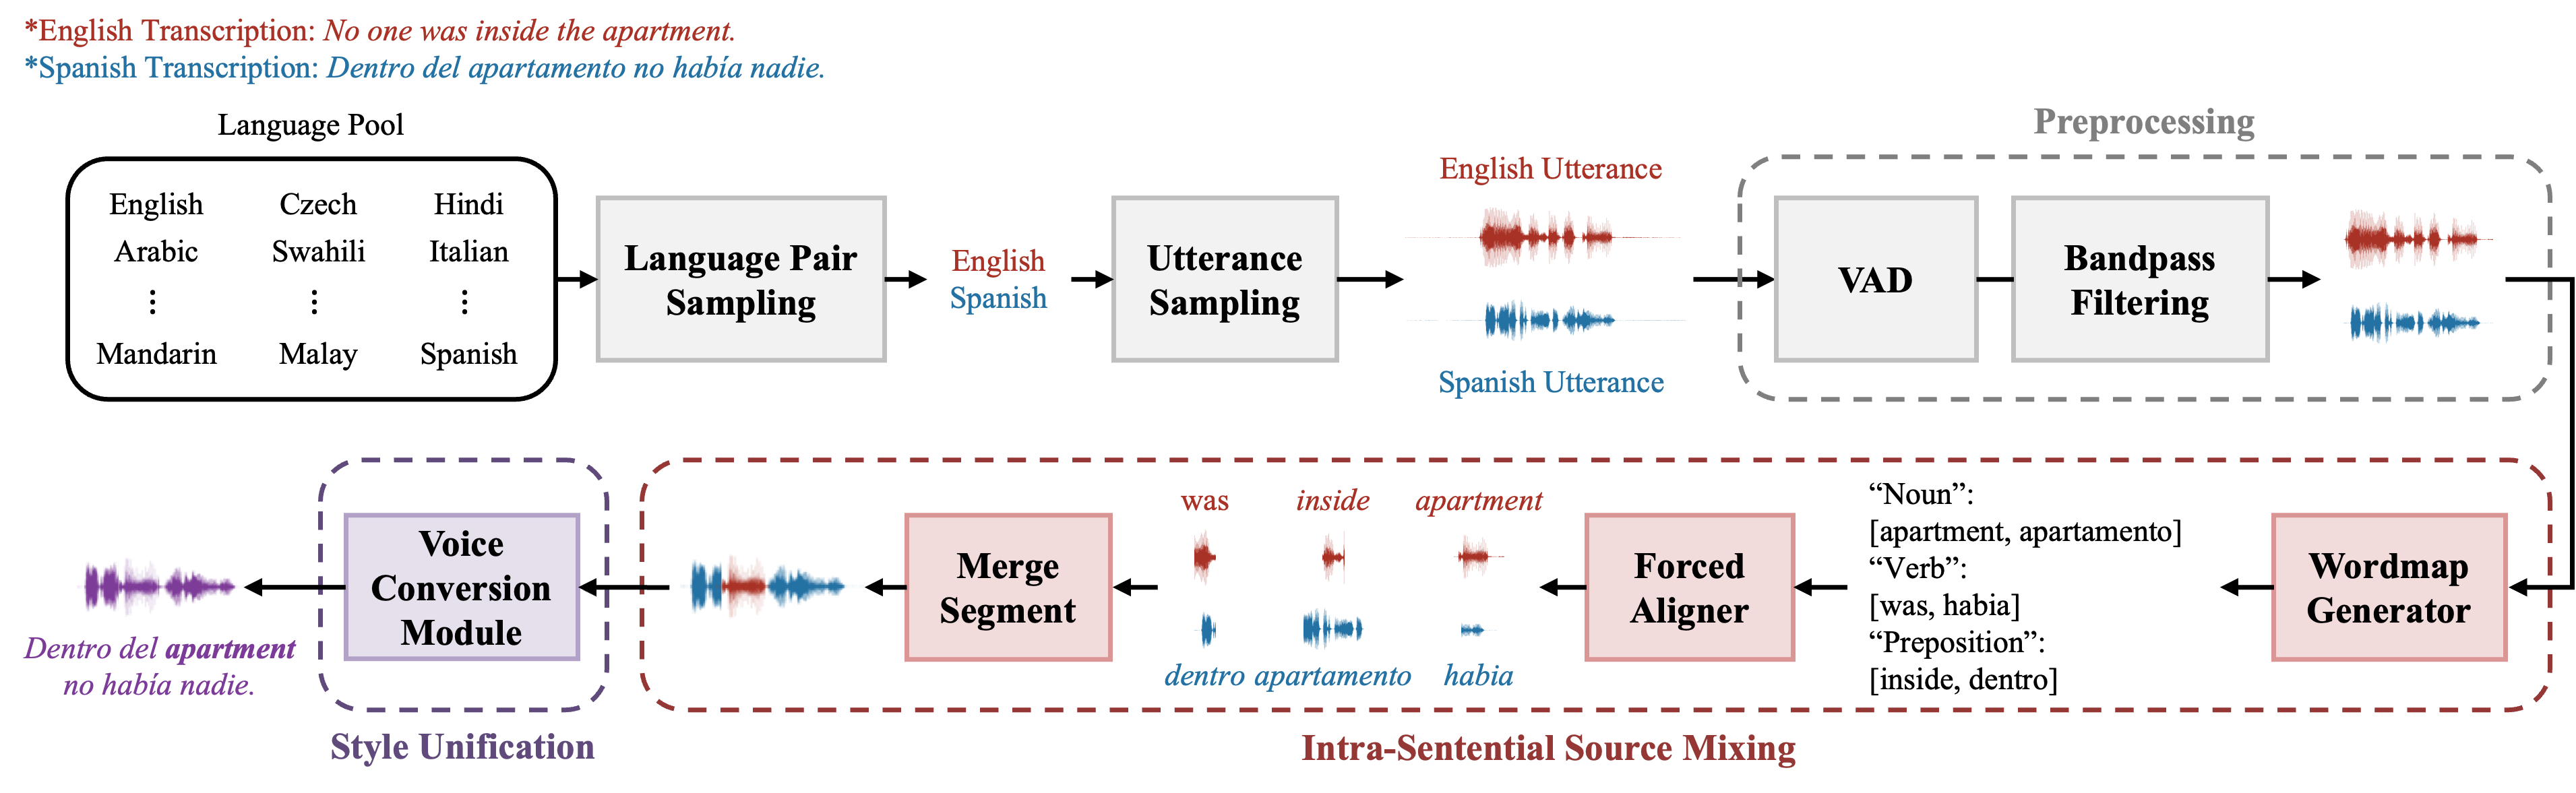 *English Transcription: No one was inside the apartment.
*Spanish Transcription: Dentro del apartamento no había nadie.
Language Pool
English Czech Hindi
Arabic Swahili Italian
⋮ ⋮ ⋮
Mandarin Malay Spanish
Language Pair
Sampling
English
Spanish
Utterance
Sampling
English Utterance
Spanish Utterance
Preprocessing
VAD
Bandpass
Filtering
Wordmap
Generator
“Noun”:
[apartment, apartamento]
“Verb”:
[was, habia]
“Preposition”:
[inside, dentro]
Forced
Aligner
was inside apartment
dentro apartamento habia
Merge
Segment
Intra-Sentential Source Mixing
Voice
Conversion
Module
Style Unification
Dentro del apartment
no había nadie.